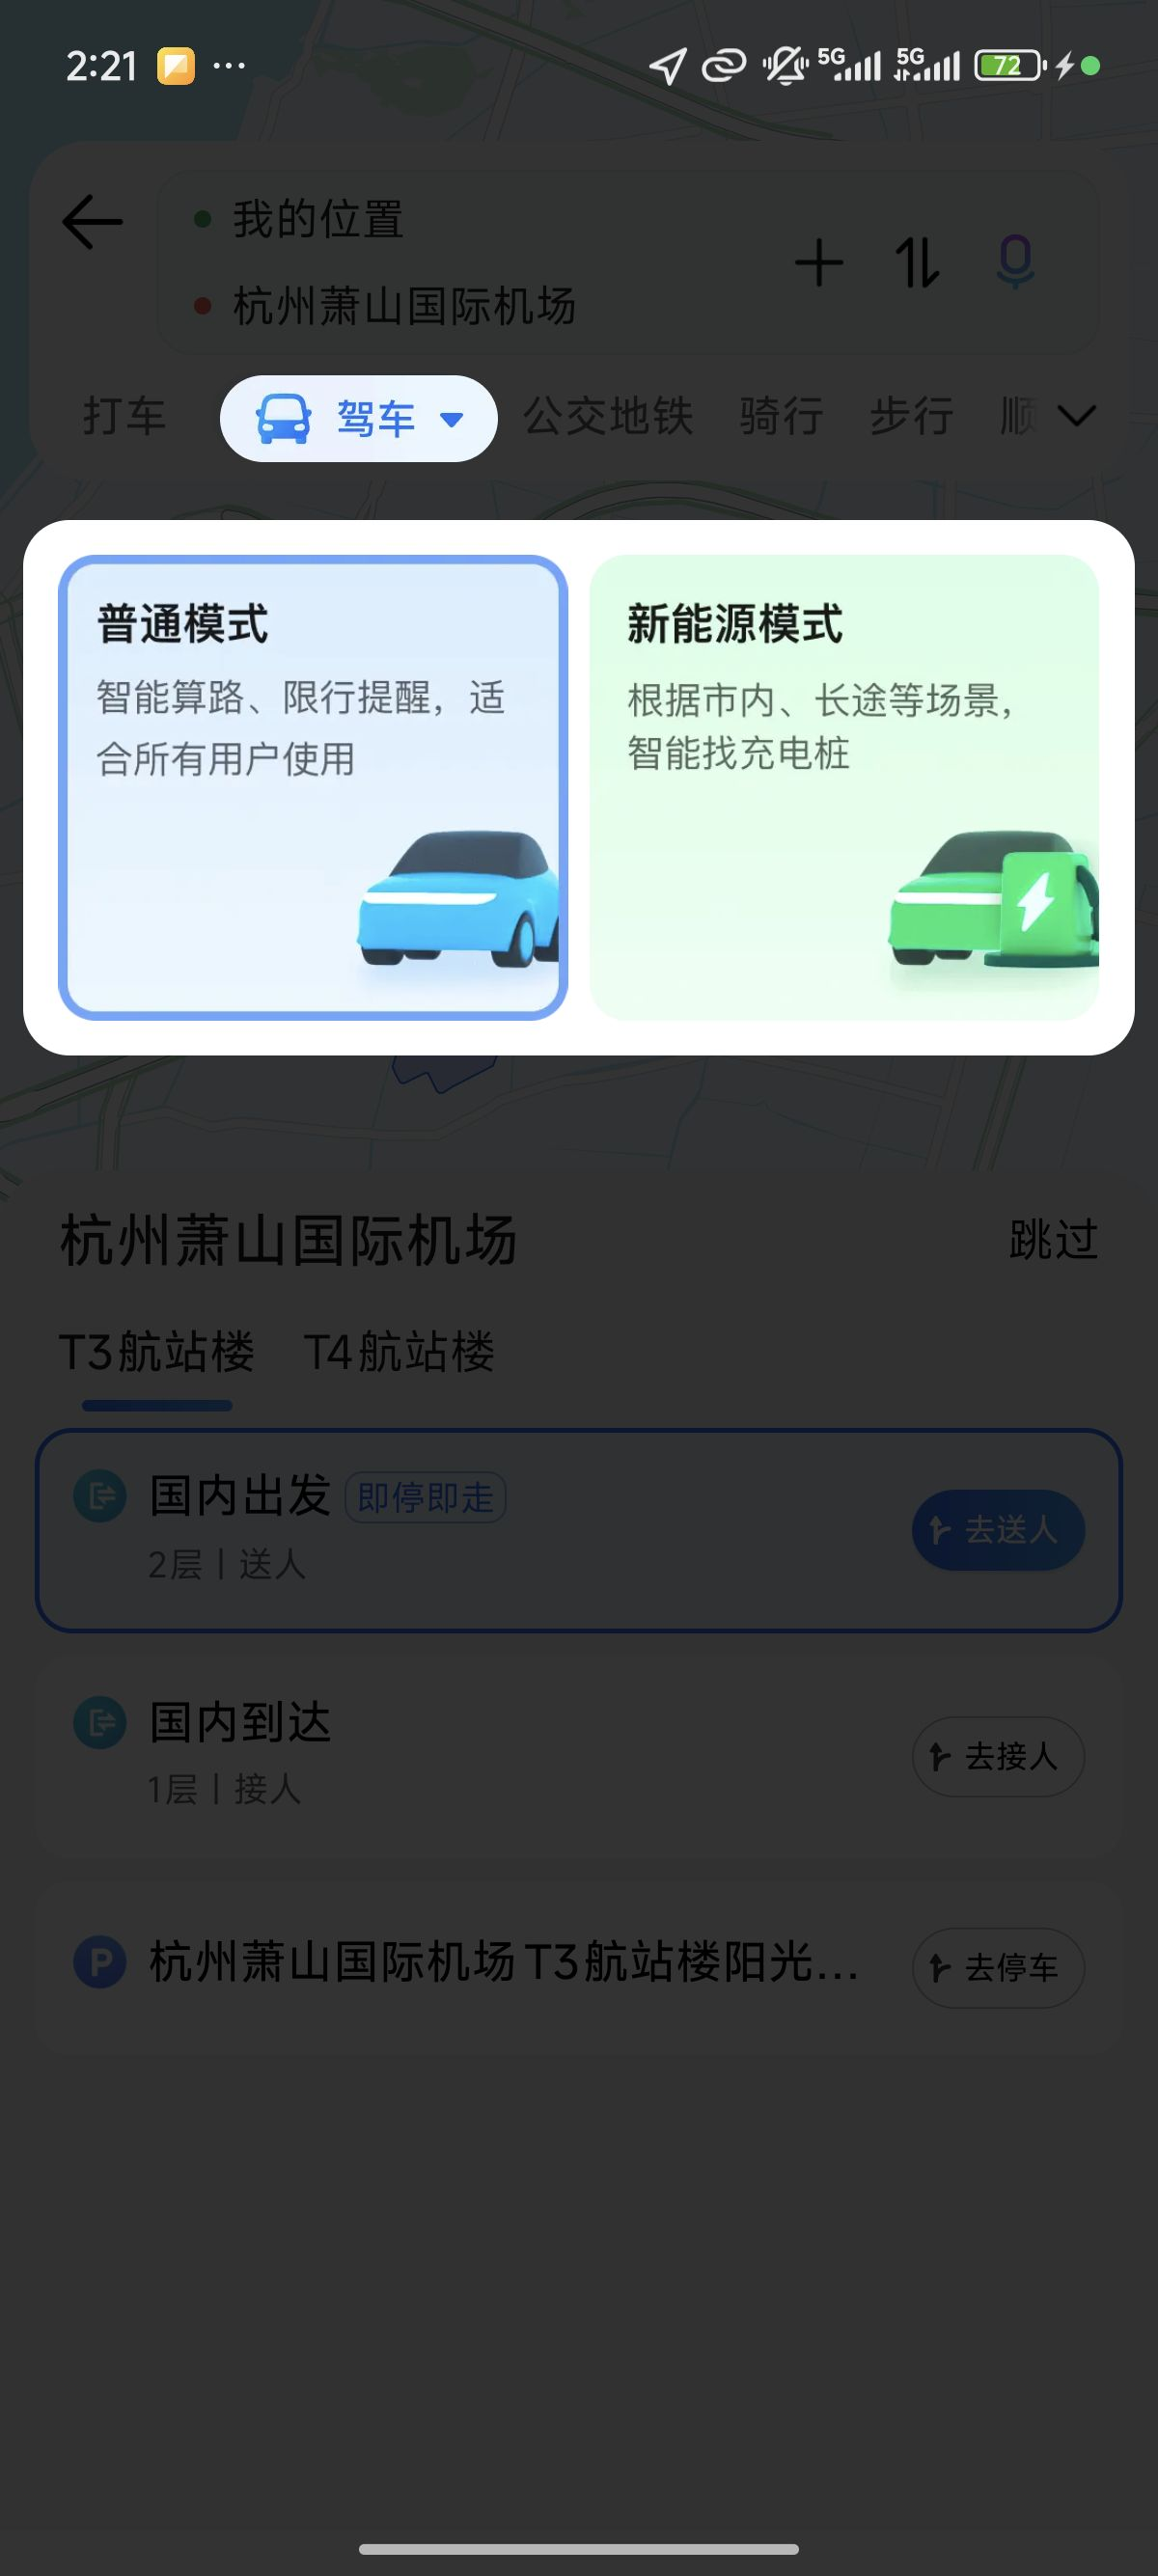 2:21
5G
5G
72
我的位置
杭州萧山国际机场
打车
驾车
公交地铁
骑行
步行
顺
普通模式
智能算路、限行提醒，适
合所有用户使用
新能源模式
根据市内、长途等场景，
智能找充电桩
杭州萧山国际机场
跳过
T3航站楼
T4航站楼
国内出发
即停即走
2层丨送人
去送人
国内到达
1层丨接人
去接人
P
杭州萧山国际机场T3航站楼阳光...
去停车